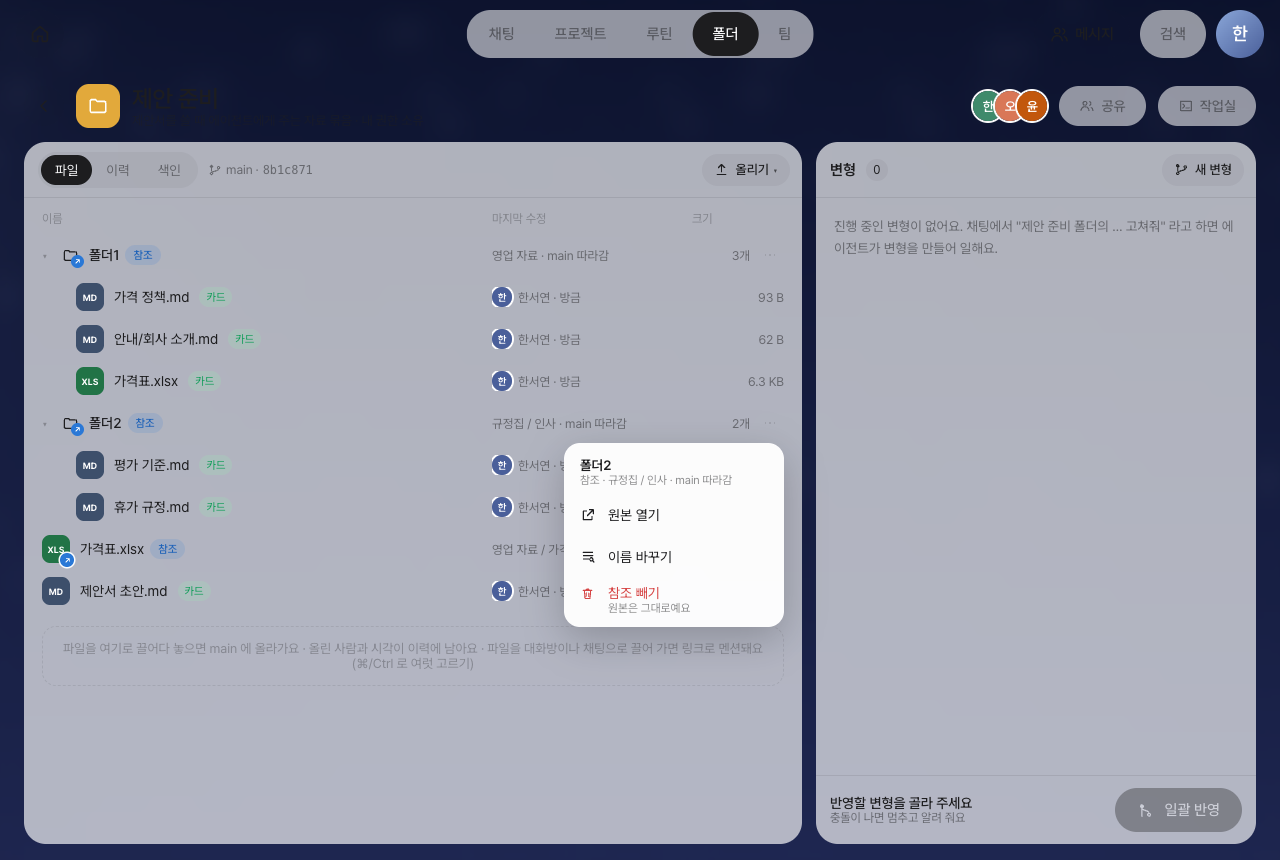 채팅 프로젝트 루틴 폴더 팀
메시지
검색
한
제안 준비
한 오 윤
공유
작업실
파일 이력 색인
main · 8b1c871
올리기
이름 마지막 수정 크기
폴더1 참조 영업 자료 · main 따라감 3개 ···
MD 가격 정책.md 카드 한 한서연 · 방금 93 B
MD 안내/회사 소개.md 카드 한 한서연 · 방금 62 B
XLS 가격표.xlsx 카드 한 한서연 · 방금 6.3 KB
폴더2 참조 규정집 / 인사 · main 따라감 2개 ···
MD 평가 기준.md 카드 한 한서연 ·
MD 휴가 규정.md 카드 한 한서연 ·
XLS 가격표.xlsx 참조 영업 자료 /
MD 제안서 초안.md 카드 한 한서연 ·
폴더2
참조 · 규정집 / 인사 · main 따라감
원본 열기
이름 바꾸기
참조 빼기
원본은 그대로예요
파일을 여기로 끌어다 놓으면 main 에 올라가요 · 올린 사람과 시각이 이력에 남아요 · 파일을 대화방이나 채팅으로 끌어 가면 링크로 멘션돼요
(⌘/Ctrl 로 여럿 고르기)
변형 0
새 변형
진행 중인 변형이 없어요. 채팅에서 "제안 준비 폴더의 ... 고쳐줘" 라고 하면 에
이전트가 변형을 만들어 일해요.
반영할 변형을 골라 주세요
충돌이 나면 멈추고 알려 줘요
일괄 반영